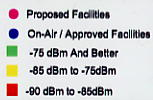 Proposed Facilities
On-Air / Approved Facilities
-75 dBm And Better
-85 dBm to -75dBm
-90 dBm to -85dBm